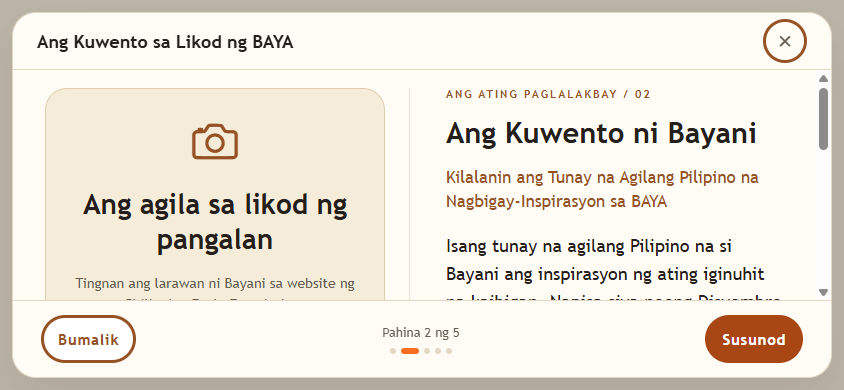 Ang Kuwento sa Likod ng BAYA
Ang agila sa likod ng
pangalan
Tingnan ang larawan ni Bayani sa website ng
ANG ATING PAGLALAKBAY / 02
Ang Kuwento ni Bayani
Kilalanin ang Tunay na Agilang Pilipino na
Nagbigay-Inspirasyon sa BAYA
Isang tunay na agilang Pilipino na si
Bayani ang inspirasyon ng ating iginuhit
Bumalik
Pahina 2 ng 5
Susunod